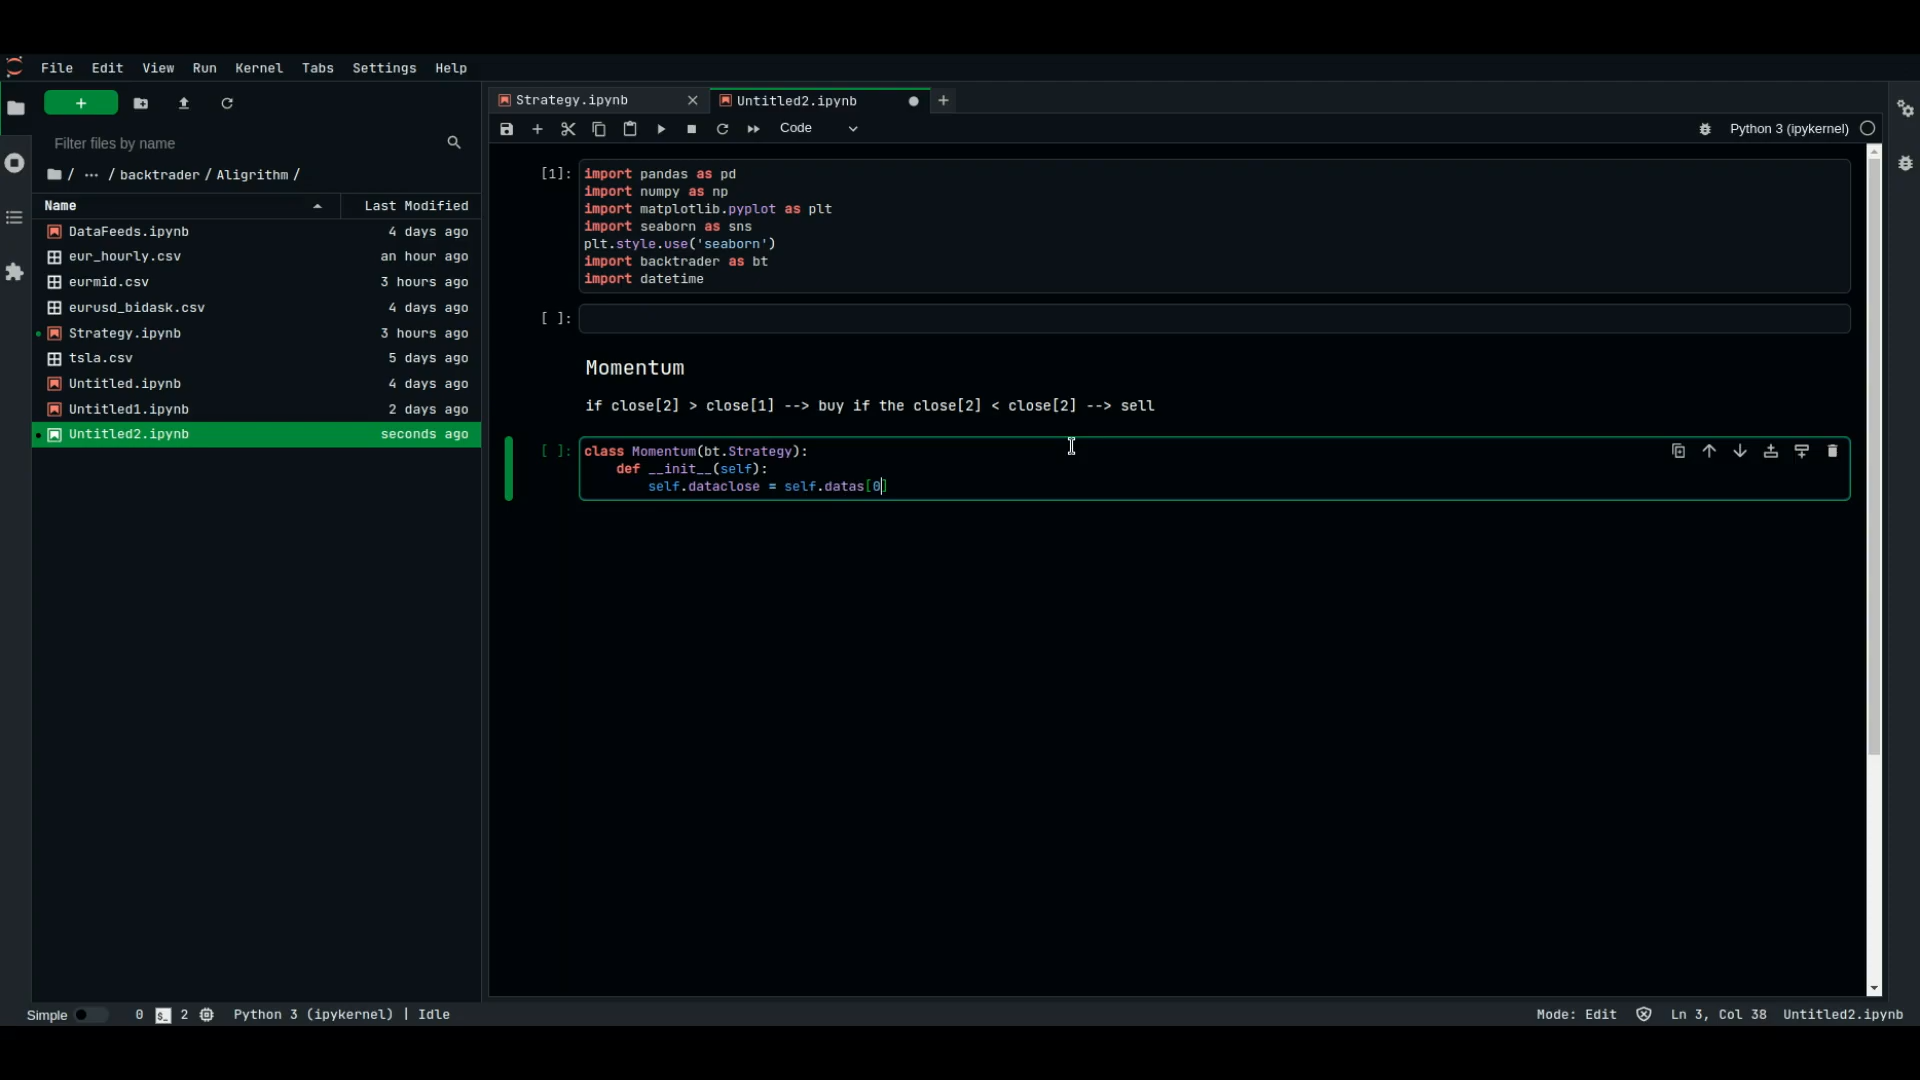 File Edit View Run Kernel Tabs Settings Help
+
Filter files by name
/ ··· / backtrader / Aligrithm /
Name Last Modified
DataFeeds.ipynb 4 days ago
eur_hourly.csv an hour ago
eurmid.csv 3 hours ago
eurusd_bidask.csv 4 days ago
Strategy.ipynb 3 hours ago
tsla.csv 5 days ago
Untitled.ipynb 4 days ago
Untitled1.ipynb 2 days ago
Untitled2.ipynb seconds ago
Strategy.ipynb Untitled2.ipynb
Code Python 3 (ipykernel)
[1]: import pandas as pd
import numpy as np
import matplotlib.pyplot as plt
import seaborn as sns
plt.style.use('seaborn')
import backtrader as bt
import datetime
[ ]:
Momentum
if close[2] > close[1] --> buy if the close[2] < close[2] --> sell
[ ]: class Momentum(bt.Strategy):
def __init__(self):
self.dataclose = self.datas[0]
Simple 0 $_ 2 Python 3 (ipykernel) | Idle Mode: Edit Ln 3, Col 38 Untitled2.ipynb